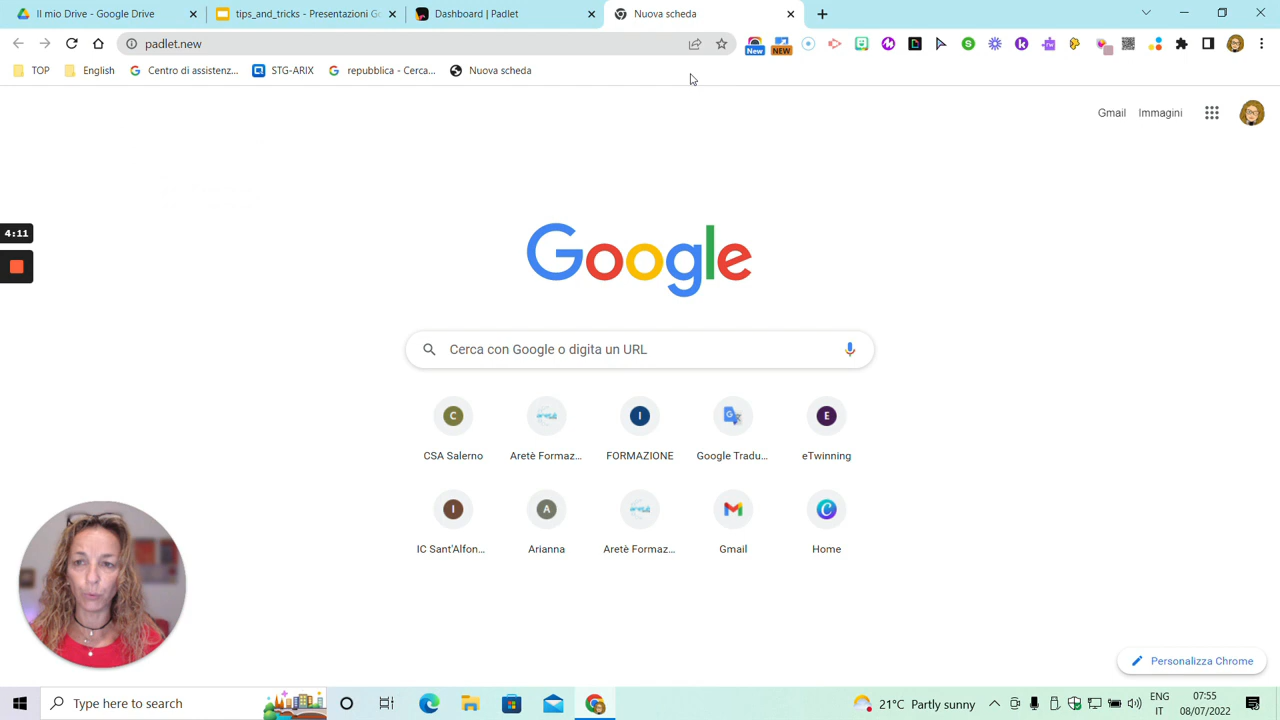 Il mio Drive - Google Drive
tips_and_tricks - Presentazioni Go
Dashboard | Padlet
Nuova scheda
padlet.new
New
NEW
TOP
English
Centro di assistenz...
STG-ARIX
repubblica - Cerca...
Nuova scheda
Gmail
Immagini
4:11
Google
Cerca con Google o digita un URL
C
I
E
CSA Salerno
Aretè Formaz...
FORMAZIONE
Google Tradu...
eTwinning
I
A
IC Sant'Alfon...
Arianna
Aretè Formaz...
Gmail
Home
Personalizza Chrome
Type here to search
21°C Partly sunny
ENG
IT
07:55
08/07/2022